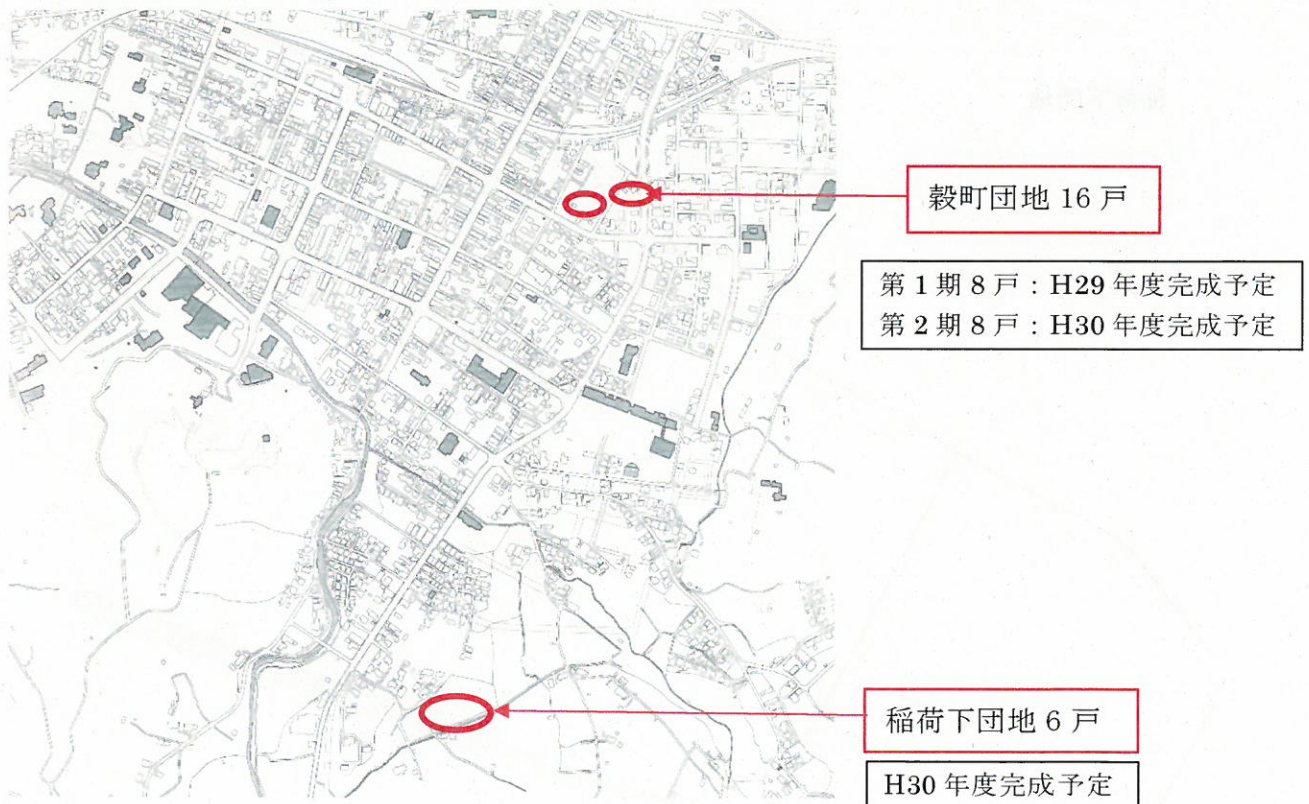 穀町団地 16 戸
第 1 期 8 戸：H29 年度完成予定
第 2 期 8 戸：H30 年度完成予定
稲荷下団地 6 戸
H30 年度完成予定